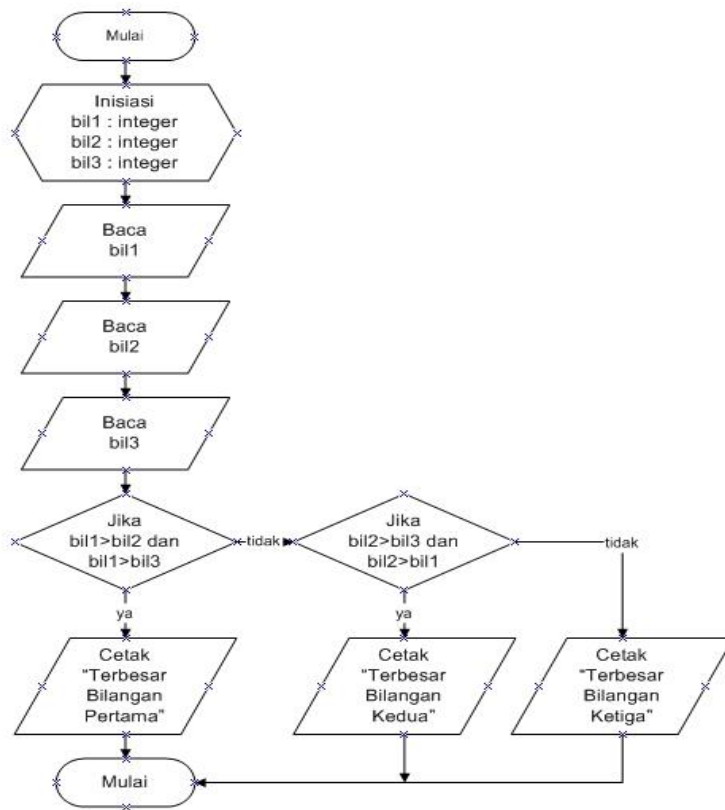 Mulai
Inisiasi
bil1 : integer
bil2 : integer
bil3 : integer
Baca
bil1
Baca
bil2
Baca
bil3
Jika
bil1>bil2 dan
bil1>bil3
tidak
Jika
bil2>bil3 dan
bil2>bil1
tidak
ya
ya
Cetak
"Terbesar
Bilangan
Pertama"
Cetak
"Terbesar
Bilangan
Kedua"
Cetak
"Terbesar
Bilangan
Ketiga"
Mulai